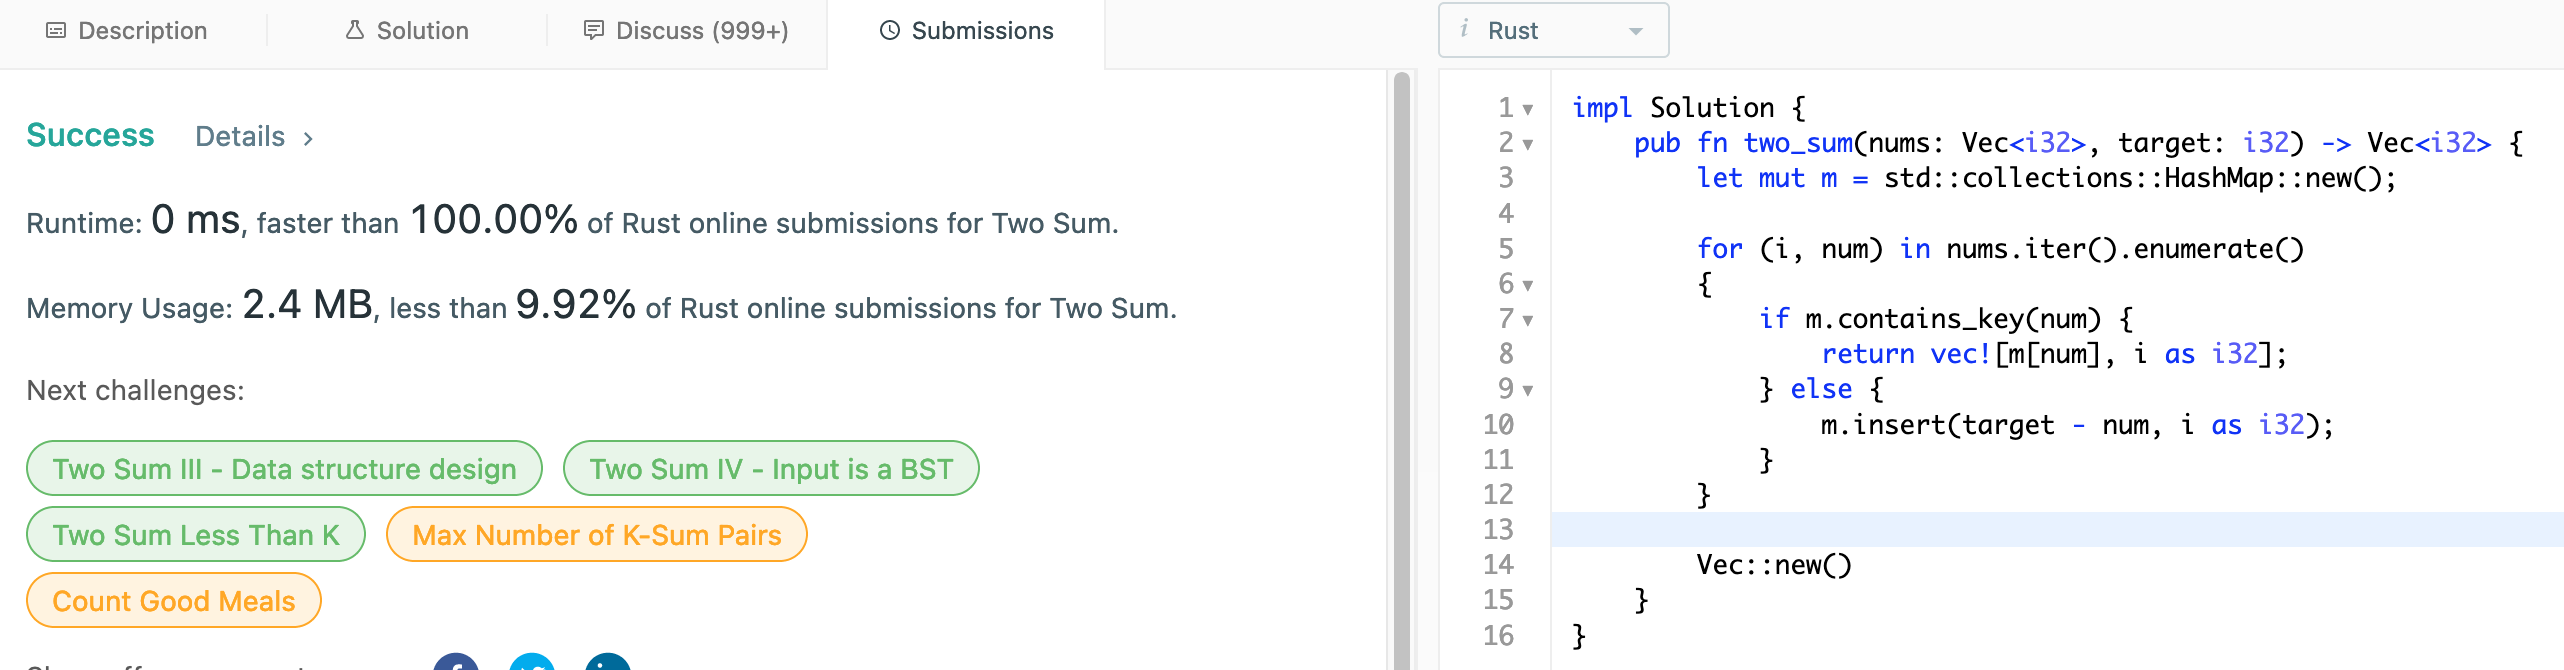 Description
Solution
Discuss (999+)
Submissions
Success
Details >
Runtime: 0 ms, faster than 100.00% of Rust online submissions for Two Sum.
Memory Usage: 2.4 MB, less than 9.92% of Rust online submissions for Two Sum.
Next challenges:
Two Sum III - Data structure design
Two Sum IV - Input is a BST
Two Sum Less Than K
Max Number of K-Sum Pairs
Count Good Meals
i Rust
1 impl Solution {
2     pub fn two_sum(nums: Vec<i32>, target: i32) -> Vec<i32> {
3         let mut m = std::collections::HashMap::new();
4
5         for (i, num) in nums.iter().enumerate()
6         {
7             if m.contains_key(num) {
8                 return vec![m[num], i as i32];
9             } else {
10                m.insert(target - num, i as i32);
11            }
12        }
13
14        Vec::new()
15    }
16 }